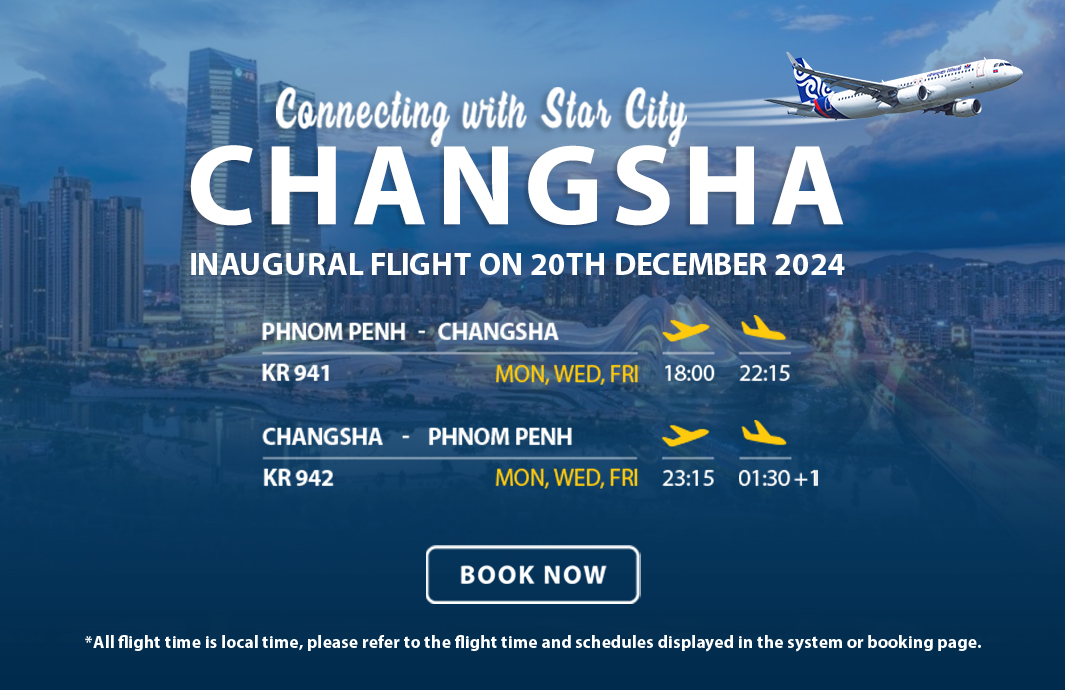 Connecting with Star City
CHANGSHA
INAUGURAL FLIGHT ON 20TH DECEMBER 2024
PHNOM PENH - CHANGSHA
KR 941 MON, WED, FRI 18:00 22:15
CHANGSHA - PHNOM PENH
KR 942 MON, WED, FRI 23:15 01:30+1
BOOK NOW
*All flight time is local time, please refer to the flight time and schedules displayed in the system or booking page.